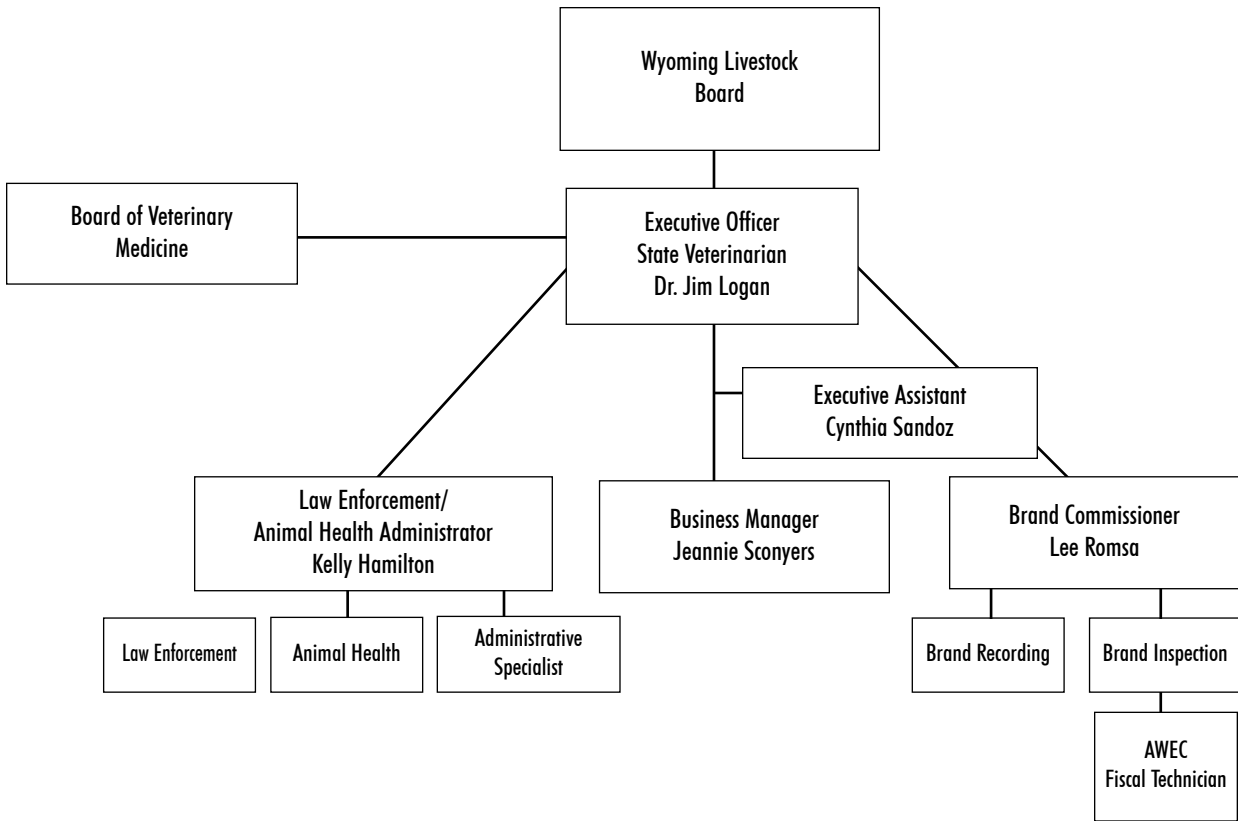 Wyoming Livestock
Board
Board of Veterinary
Medicine
Executive Officer
State Veterinarian
Dr. Jim Logan
Executive Assistant
Cynthia Sandoz
Law Enforcement/
Animal Health Administrator
Kelly Hamilton
Business Manager
Jeannie Sconyers
Brand Commissioner
Lee Romsa
Law Enforcement
Animal Health
Administrative
Specialist
Brand Recording
Brand Inspection
AWEC
Fiscal Technician